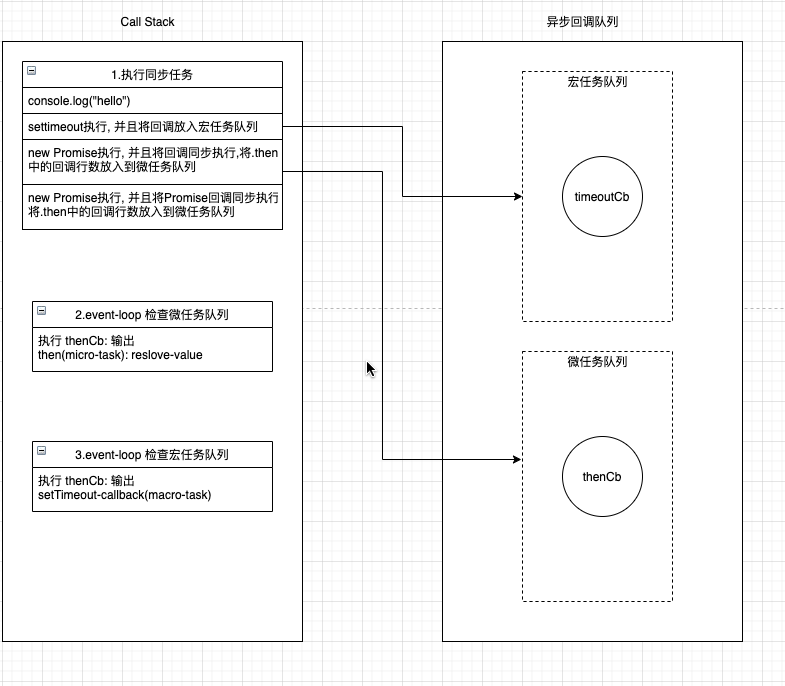 Call Stack
异步回调队列
1.执行同步任务
console.log("hello")
settimeout执行, 并且将回调放入宏任务队列
new Promise执行, 并且将回调同步执行,将.then
中的回调行数放入到微任务队列
new Promise执行, 并且将Promise回调同步执行
将.then中的回调行数放入到微任务队列
2.event-loop 检查微任务队列
执行 thenCb: 输出
then(micro-task): reslove-value
3.event-loop 检查宏任务队列
执行 thenCb: 输出
setTimeout-callback(macro-task)
宏任务队列
timeoutCb
微任务队列
thenCb